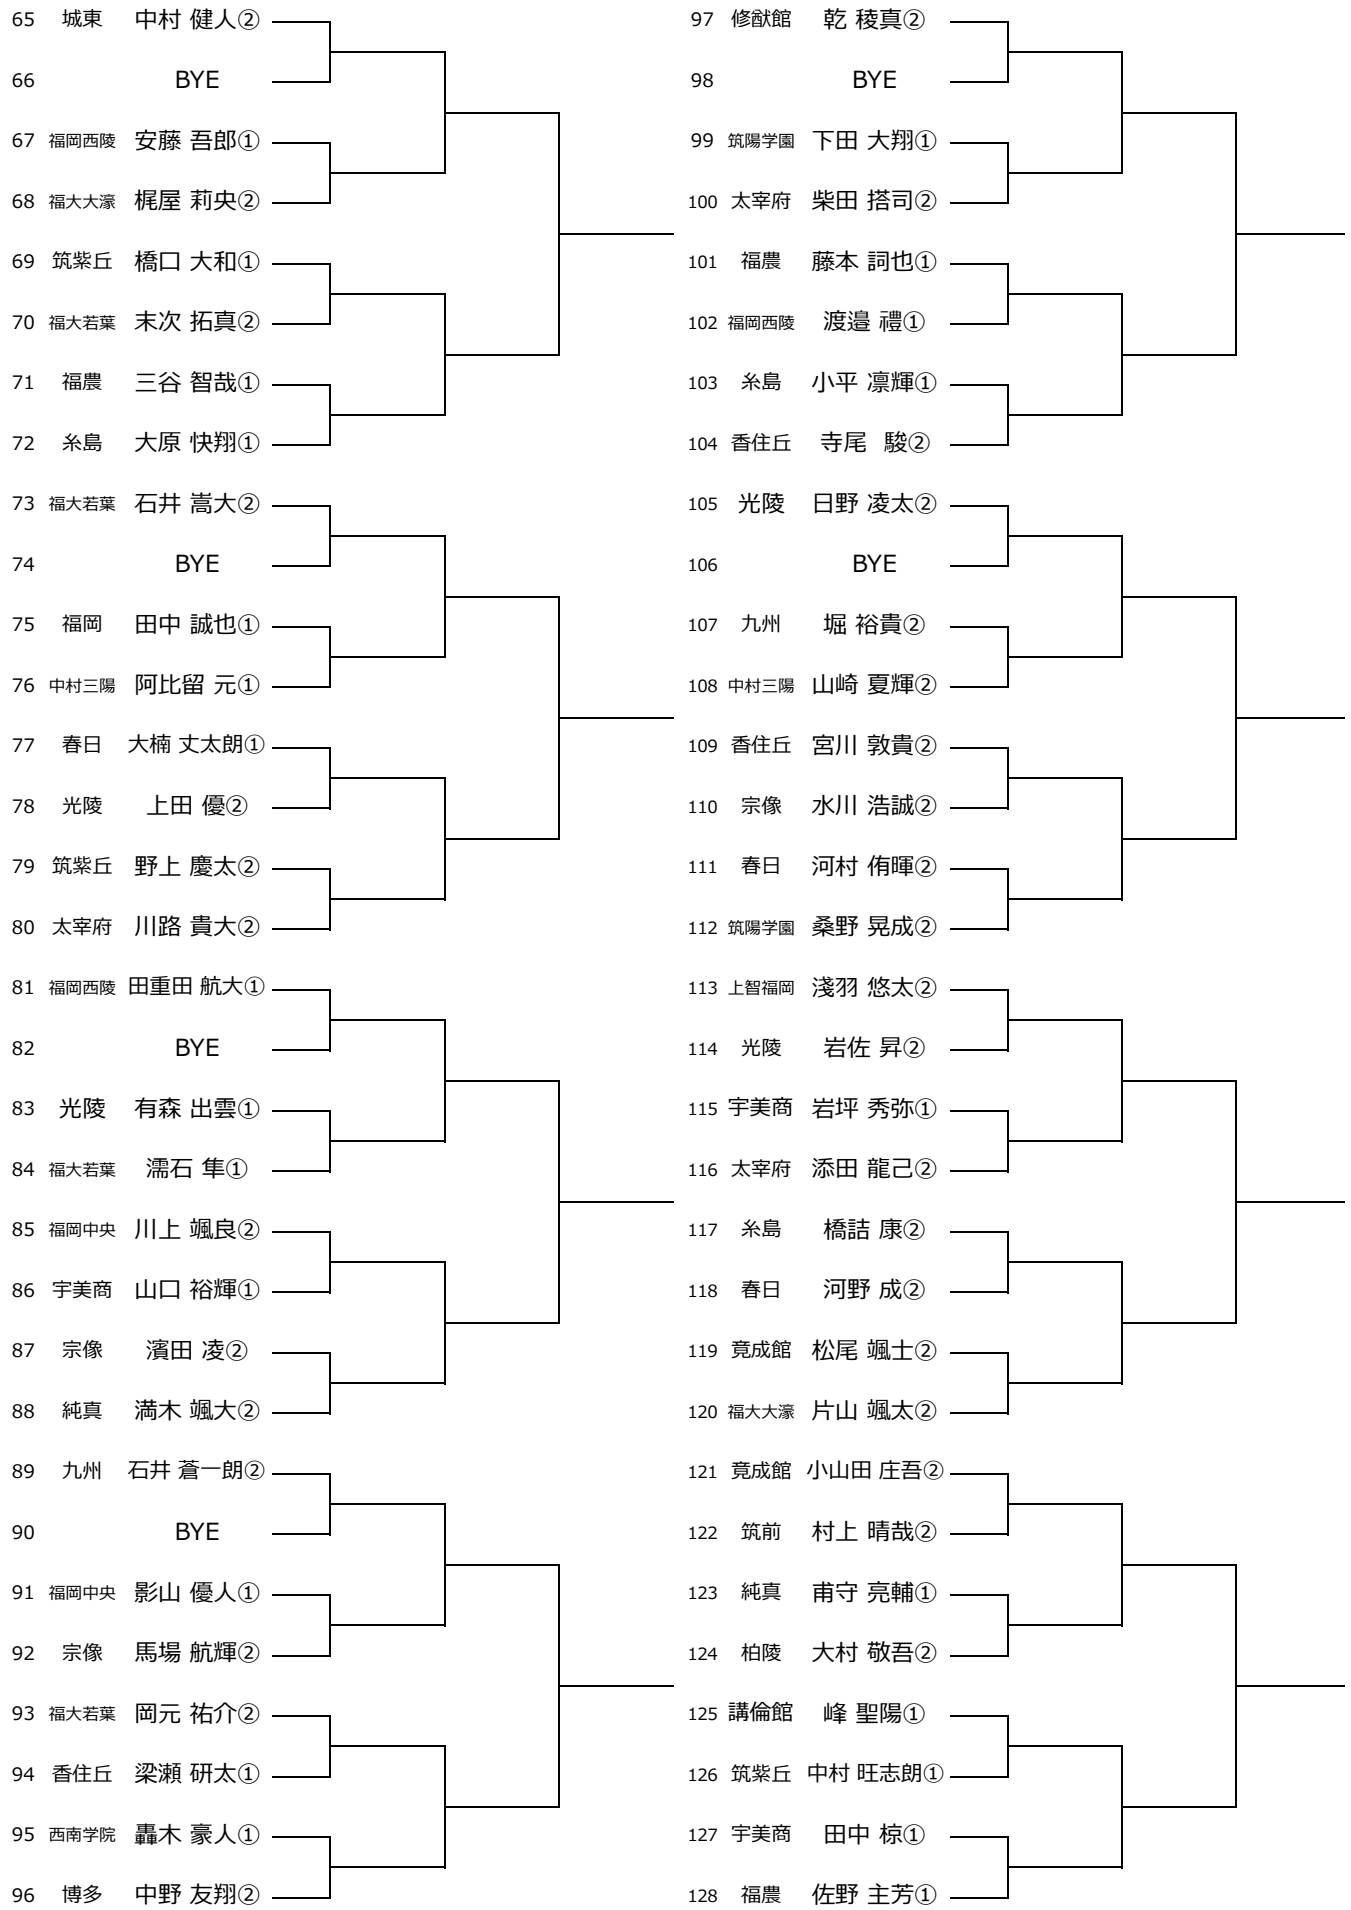 65 城東 中村 健人②
66 BYE
67 福岡西陵 安藤 吾郎①
68 福大大濠 梶屋 莉央②
69 筑紫丘 橋口 大和①
70 福大若葉 末次 拓真②
71 福農 三谷 智哉①
72 糸島 大原 快翔①
73 福大若葉 石井 嵩大②
74 BYE
75 福岡 田中 誠也①
76 中村三陽 阿比留 元①
77 春日 大楠 丈太朗①
78 光陵 上田 優②
79 筑紫丘 野上 慶太②
80 太宰府 川路 貴大②
81 福岡西陵 田重田 航大①
82 BYE
83 光陵 有森 出雲①
84 福大若葉 濡石 隼①
85 福岡中央 川上 颯良②
86 宇美商 山口 裕輝①
87 宗像 濱田 凌②
88 純真 満木 颯大②
89 九州 石井 蒼一朗②
90 BYE
91 福岡中央 影山 優人①
92 宗像 馬場 航輝②
93 福大若葉 岡元 祐介②
94 香住丘 梁瀬 研太①
95 西南学院 轟木 豪人①
96 博多 中野 友翔②
97 修猷館 乾 稜真②
98 BYE
99 筑陽学園 下田 大翔①
100 太宰府 柴田 搭司②
101 福農 藤本 詞也①
102 福岡西陵 渡邉 禮①
103 糸島 小平 凛輝①
104 香住丘 寺尾 駿②
105 光陵 日野 凌太②
106 BYE
107 九州 堀 裕貴②
108 中村三陽 山崎 夏輝②
109 香住丘 宮川 敦貴②
110 宗像 水川 浩誠②
111 春日 河村 侑暉②
112 筑陽学園 桑野 晃成②
113 上智福岡 淺羽 悠太②
114 光陵 岩佐 昇②
115 宇美商 岩坪 秀弥①
116 太宰府 添田 龍己②
117 糸島 橋詰 康②
118 春日 河野 成②
119 竟成館 松尾 颯士②
120 福大大濠 片山 颯太②
121 竟成館 小山田 庄吾②
122 筑前 村上 晴哉②
123 純真 甫守 亮輔①
124 柏陵 大村 敬吾②
125 講倫館 峰 聖陽①
126 筑紫丘 中村 旺志朗①
127 宇美商 田中 椋①
128 福農 佐野 主芳①